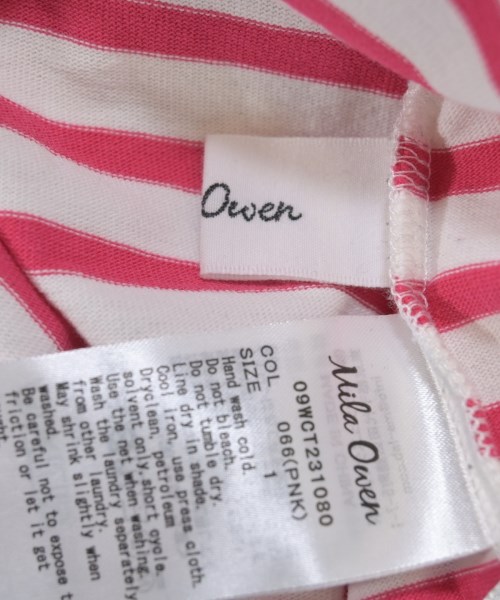 Owen
Mila Owen
09WCT231080
COL 066(PNK)
SIZE 1
Hand wash cold.
Do not bleach.
Do not tumble dry.
Line dry in shade.
Cool iron, use press cloth.
Dryclean, petroleum
solvent only,short cycle.
Use the net when washing.
Wash the laundry separately
from other laundry.
May shrink slightly when
washed.
Be careful not to expose to
friction or let it get